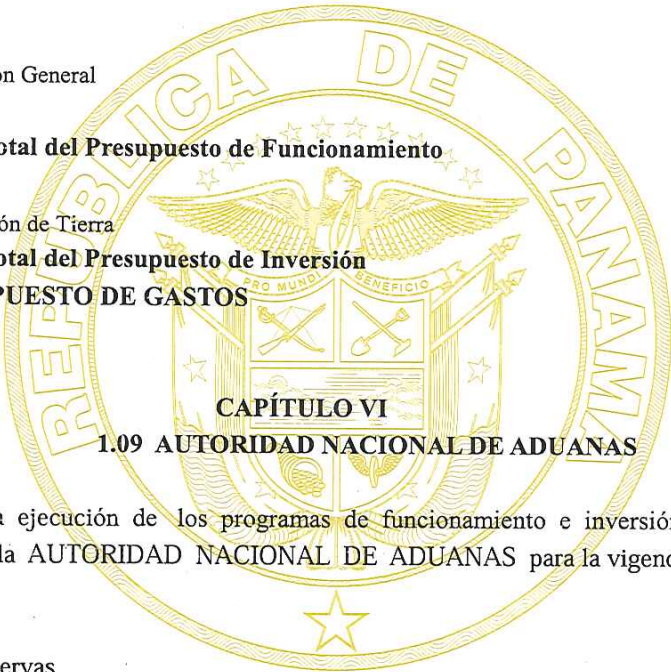 on General
otal del Presupuesto de Funcionamiento
ón de Tierra
otal del Presupuesto de Inversión
PUESTO DE GASTOS
CAPÍTULO VI
1.09 AUTORIDAD NACIONAL DE ADUANAS
a ejecución de los programas de funcionamiento e inversión
la AUTORIDAD NACIONAL DE ADUANAS para la vigenc
ervas
REPUBLICA DE PANAMA
PRO MUNDI BENEFICIO